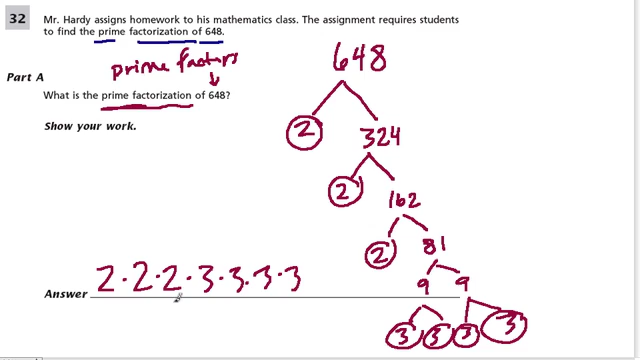 32 Mr. Hardy assigns homework to his mathematics class. The assignment requires students
to find the prime factorization of 648.
prime factors
648
Part A
What is the prime factorization of 648?
Show your work.
2 324
2 162
2 81
9 9
2 · 2 · 2 · 3 · 3 · 3 · 3
Answer
3 3 3 3